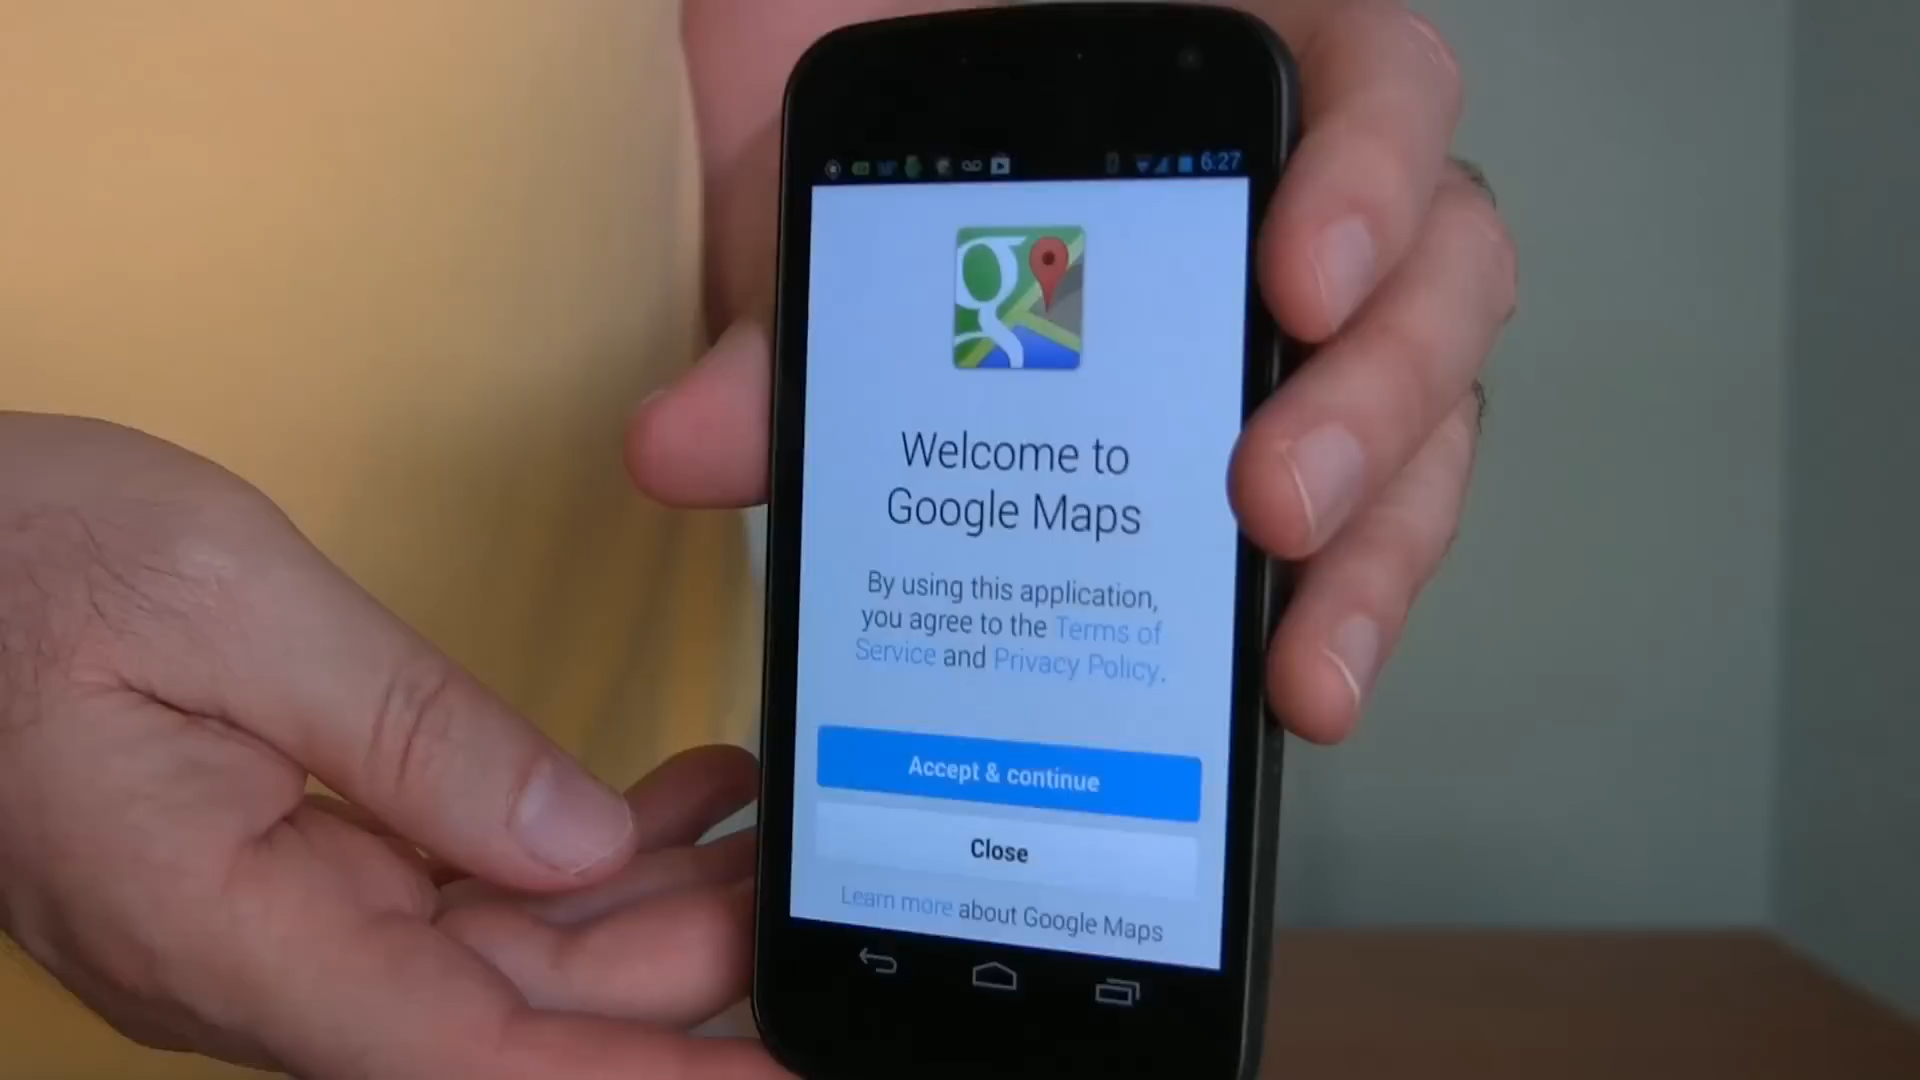 6:27
g
Welcome to
Google Maps
By using this application,
you agree to the Terms of
Service and Privacy Policy.
Accept & continue
Close
Learn more about Google Maps